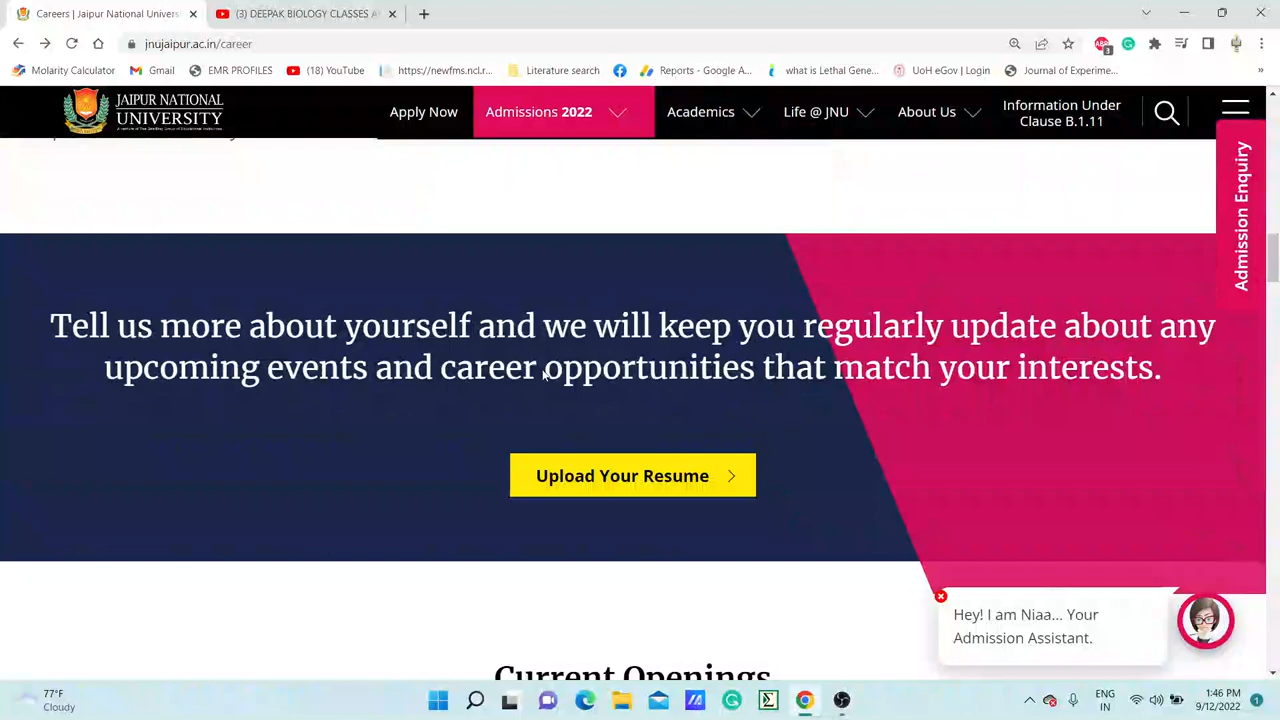 Careers | Jaipur National Univers
(3) DEEPAK BIOLOGY CLASSES A
jnujaipur.ac.in/career
Molarity Calculator
Gmail
EMR PROFILES
(18) YouTube
https://newfms.ncl.r...
Literature search
Reports - Google A...
what is Lethal Gene...
UoH eGov | Login
Journal of Experime...
»
JAIPUR NATIONAL
UNIVERSITY
Apply Now
Admissions 2022
Academics
Life @ JNU
About Us
Information Under
Clause B.1.11
Admission Enquiry
Tell us more about yourself and we will keep you regularly update about any
upcoming events and career opportunities that match your interests.
Upload Your Resume
Hey! I am Niaa... Your
Admission Assistant.
Current Openings
77°F
Cloudy
ENG
IN
1:46 PM
9/12/2022